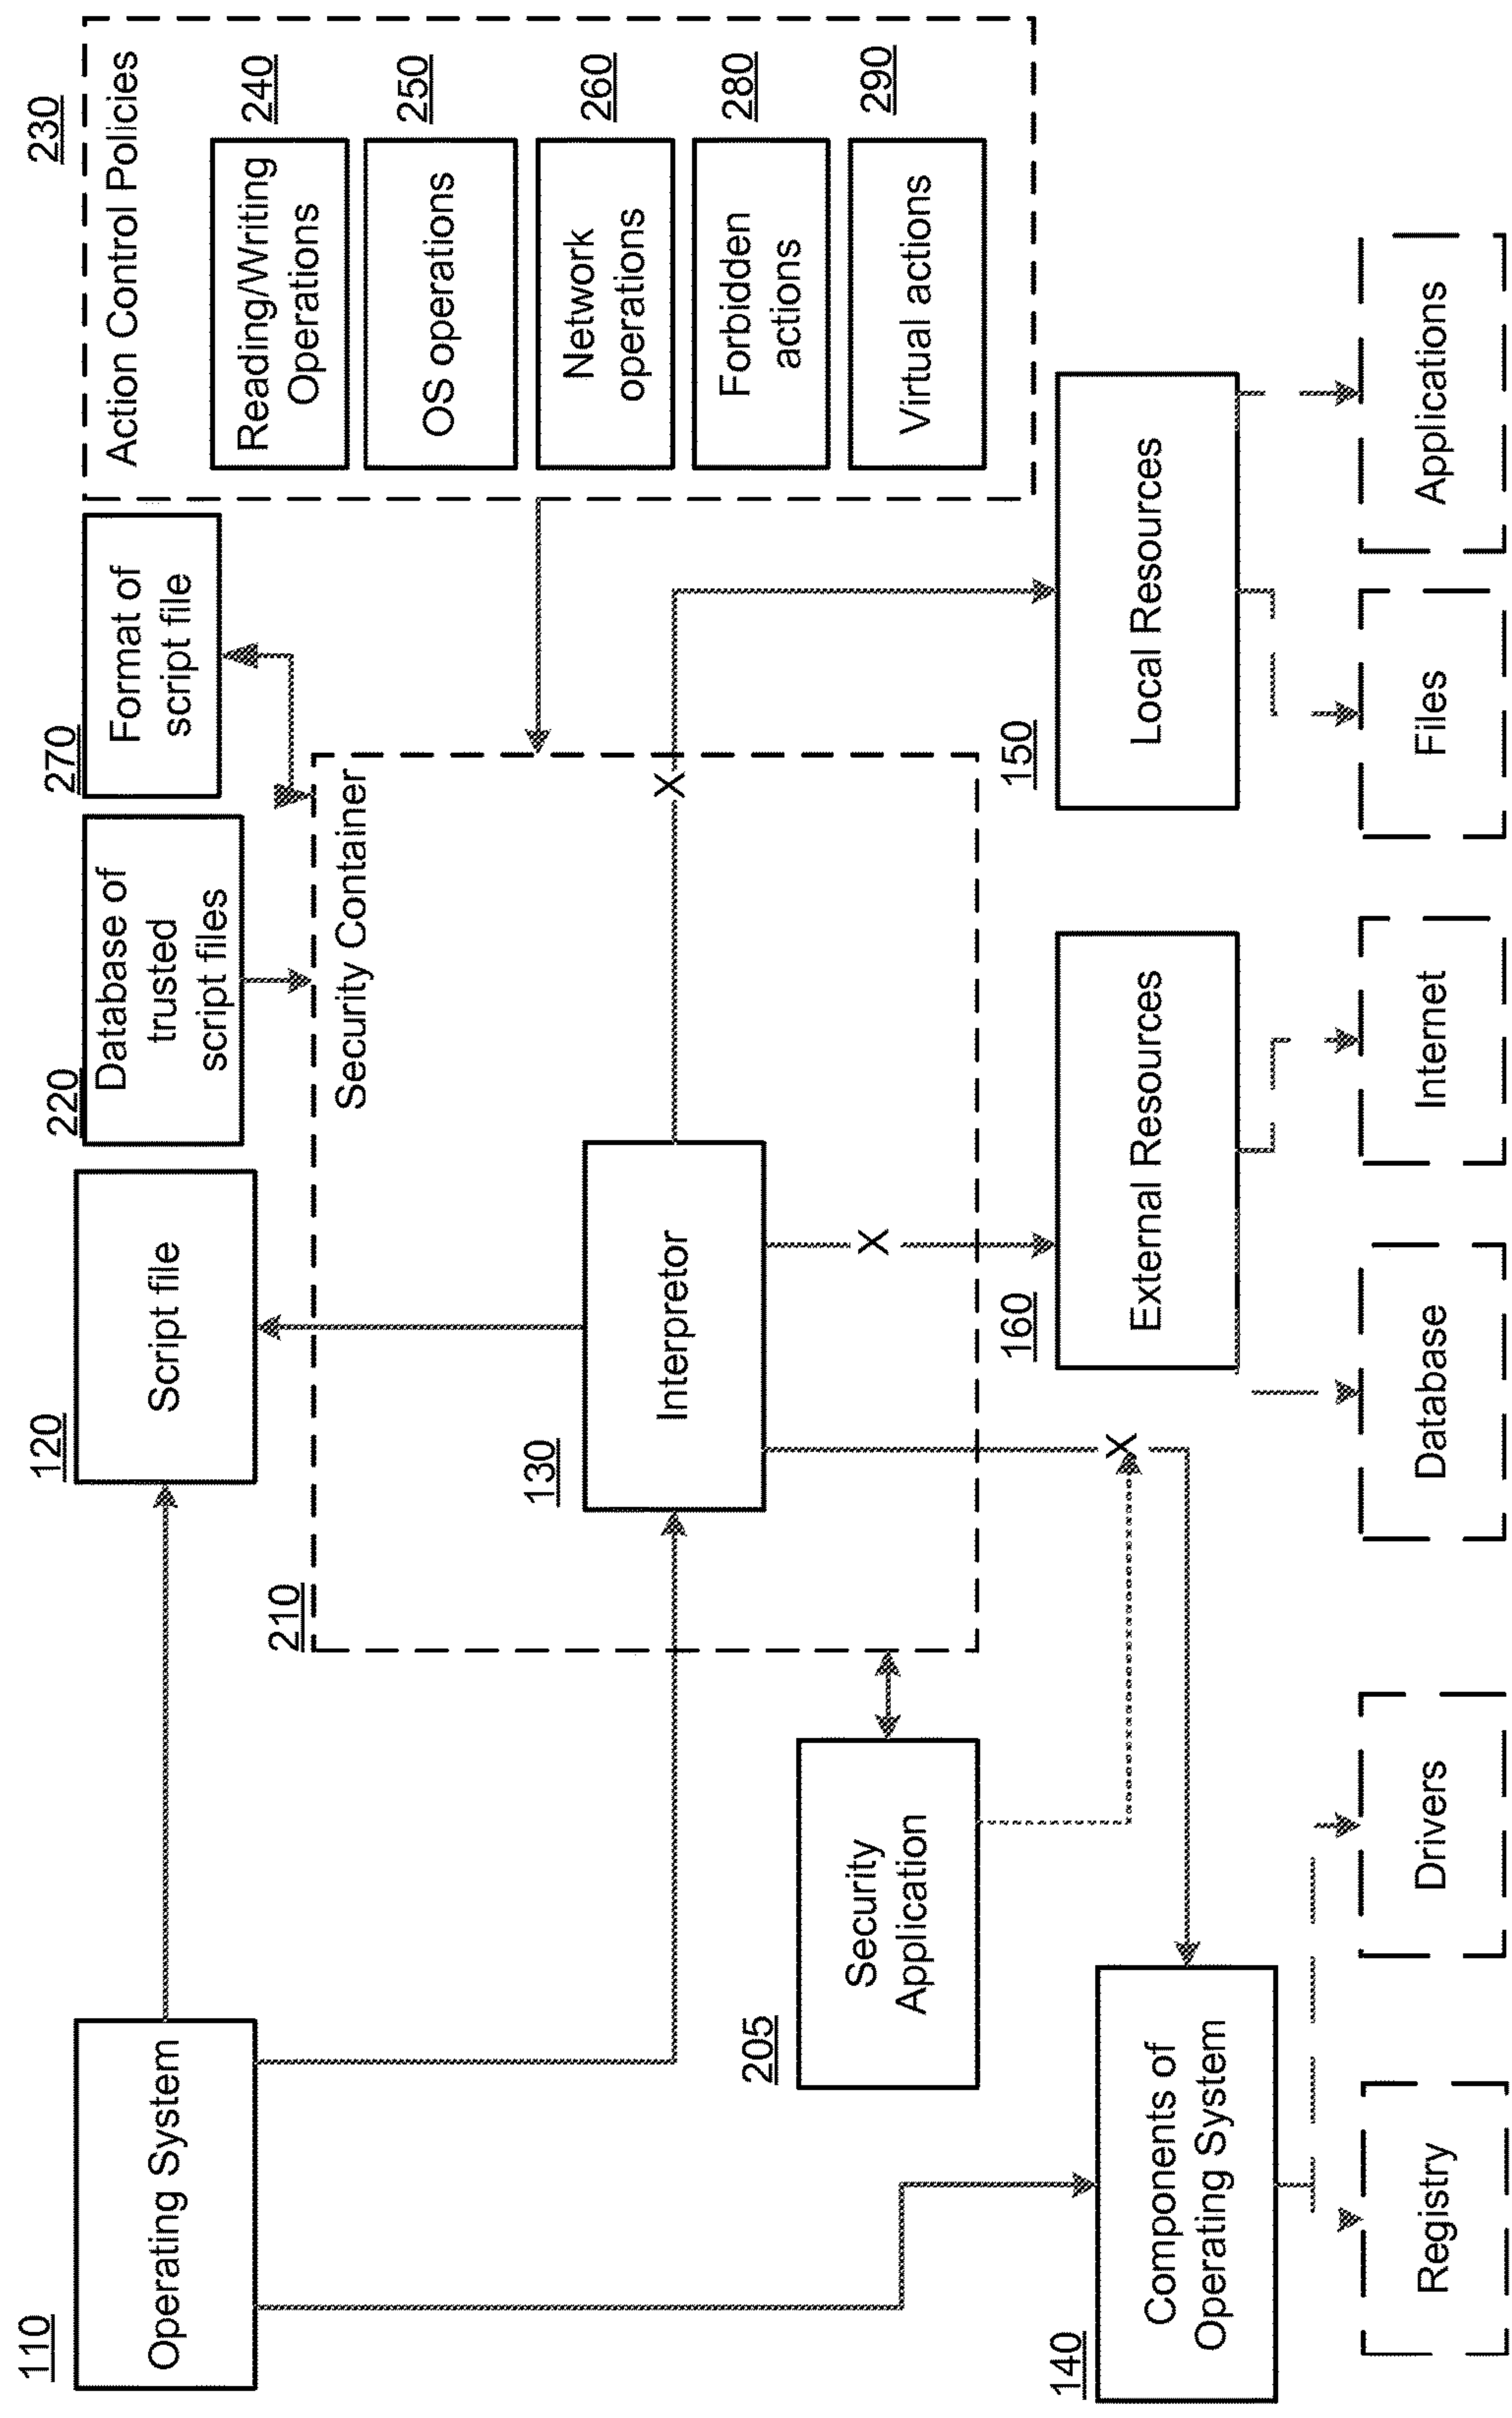 230
Action Control Policies
Reading/Writing
Operations
240
OS operations
250
Network
operations
260
Forbidden
actions
280
Virtual actions
290
270
Format of
script file
220
Database of
trusted
script files
120
Script file
110
Operating System
210
Security Container
130
Interpretor
205
Security
Application
140
Components of
Operating System
160
External Resources
150
Local Resources
Registry
Drivers
Database
Internet
Files
Applications
X
X
X